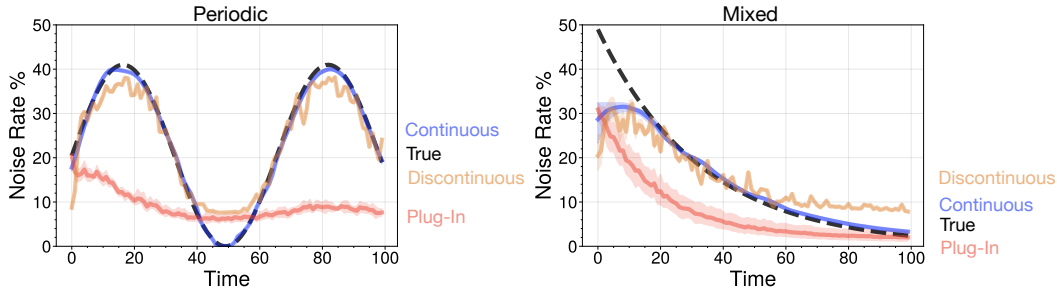 Periodic
Noise Rate %
50
40
30
20
10
0
0 20 40 60 80 100
Time
Continuous
True
Discontinuous
Plug-In
Mixed
Noise Rate %
50
40
30
20
10
0
0 20 40 60 80 100
Time
Discontinuous
Continuous
True
Plug-In